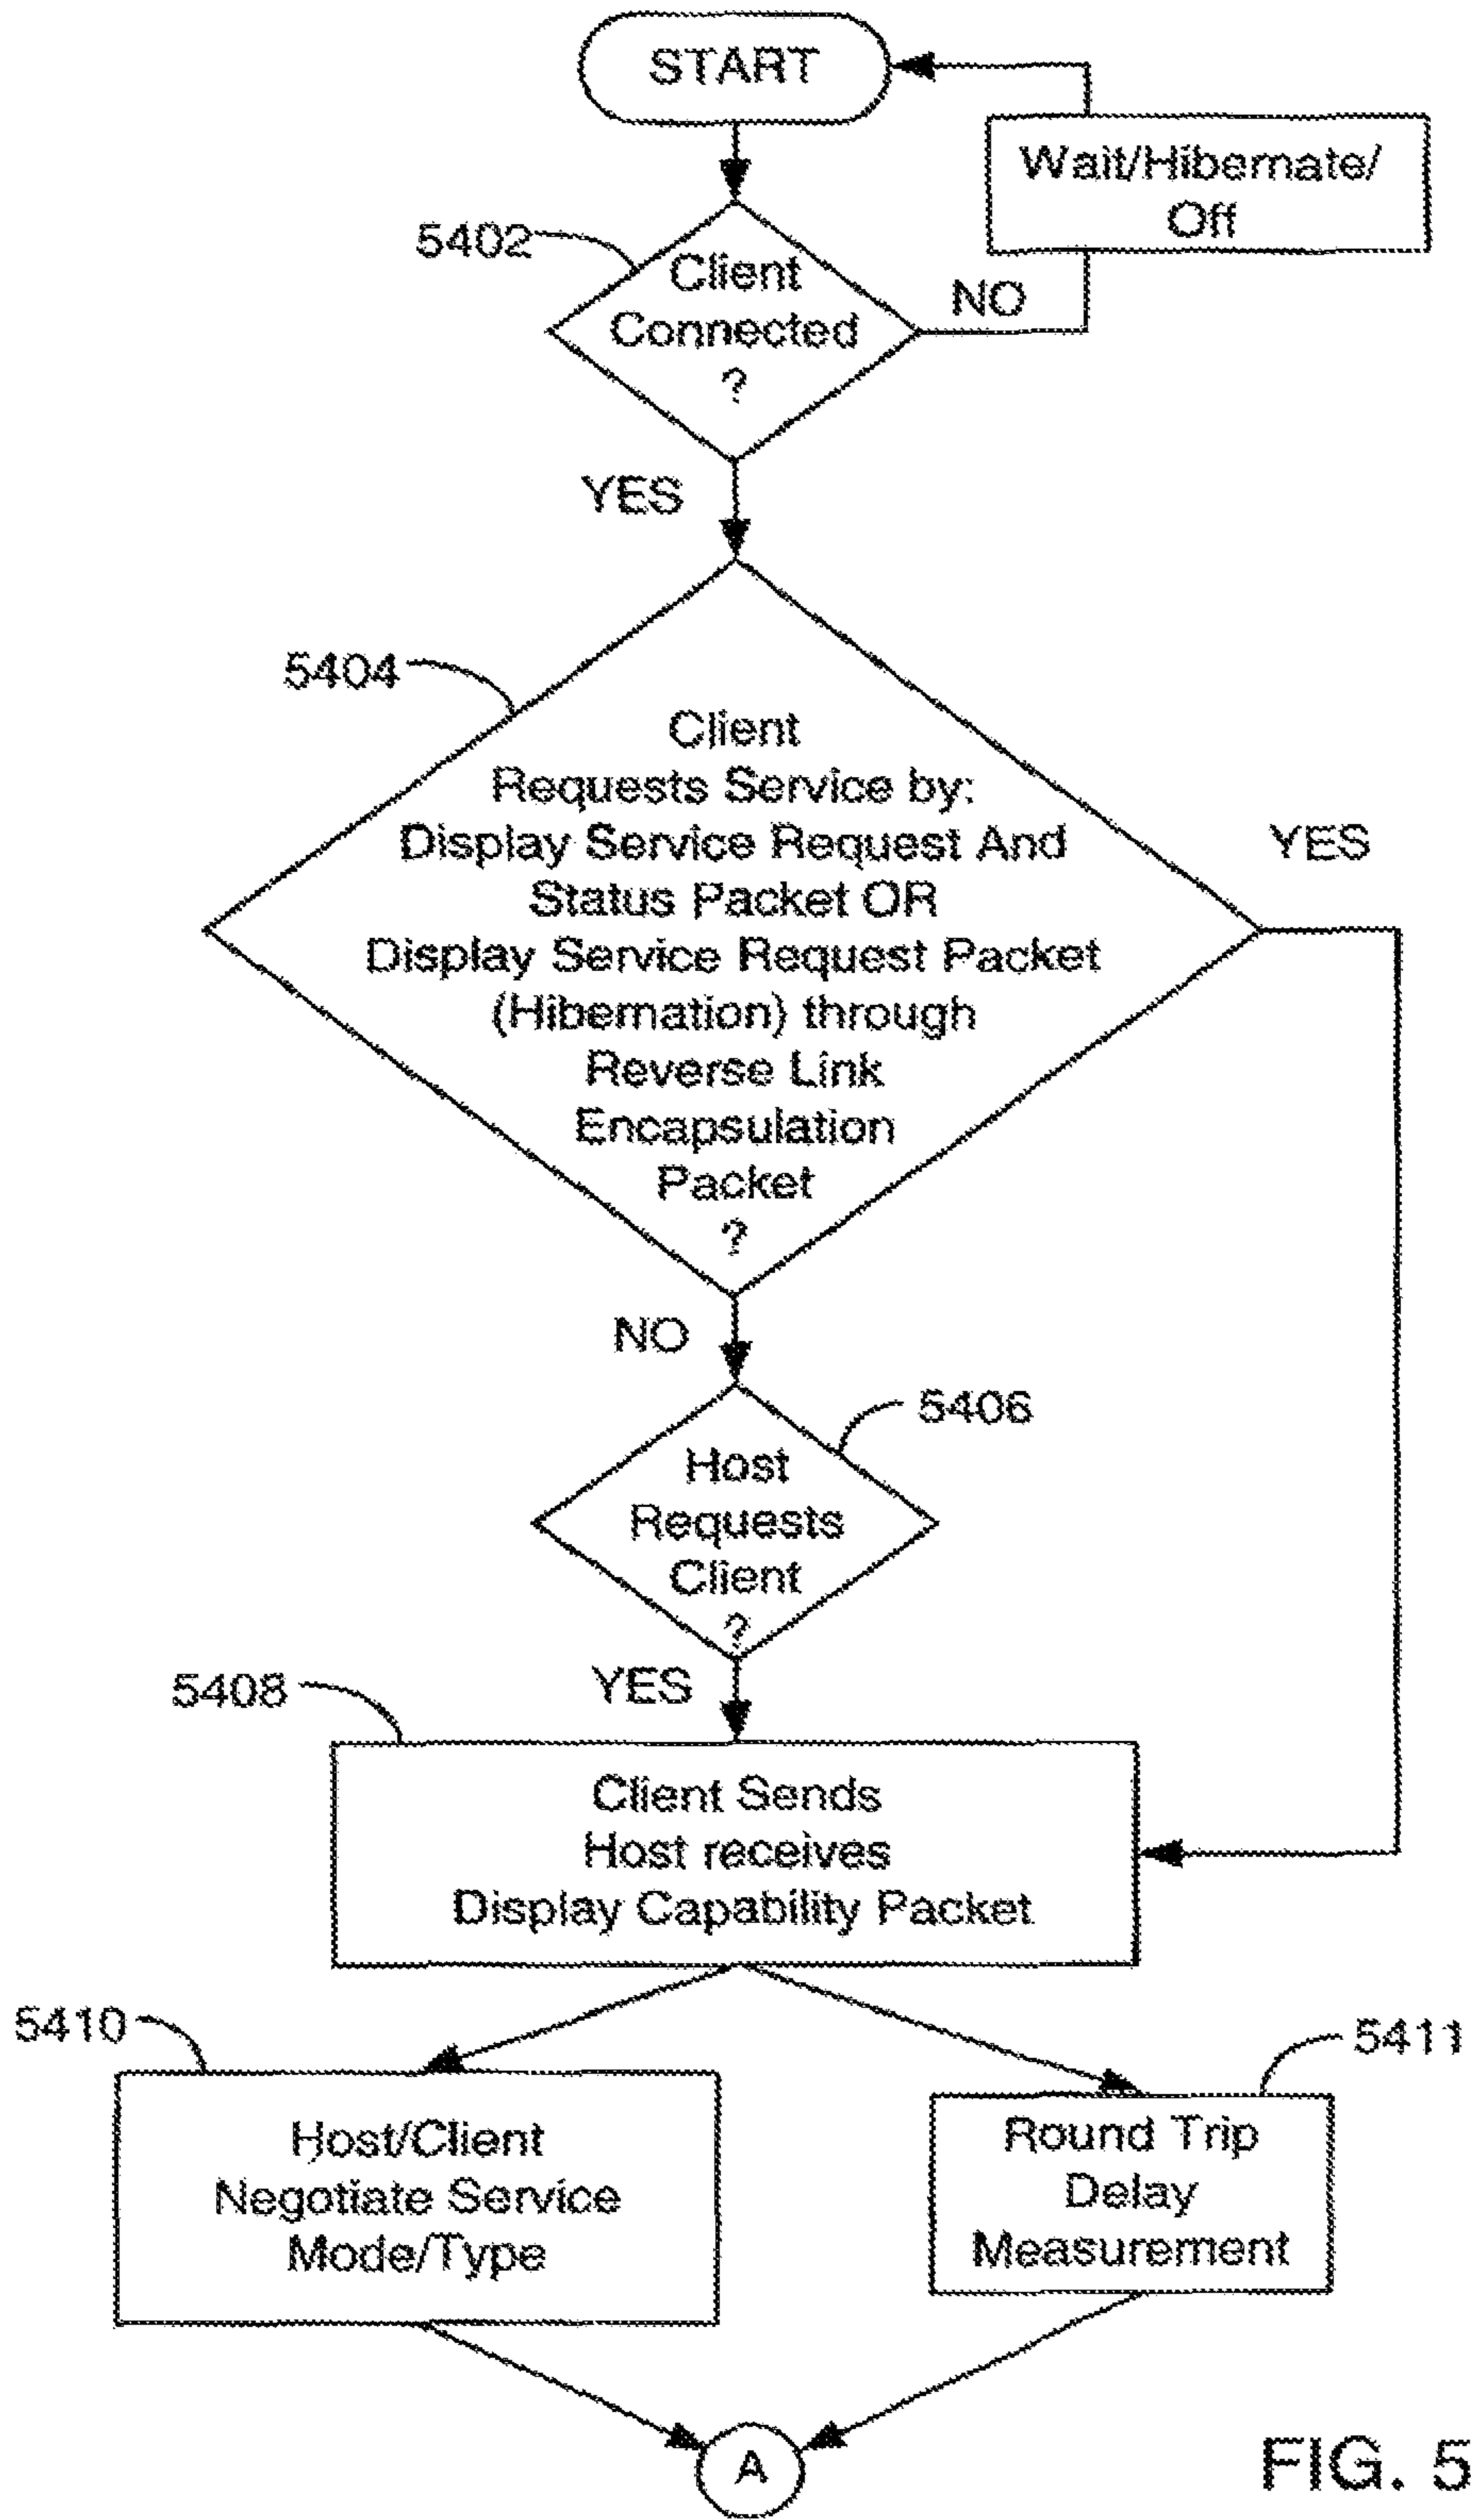 START
Wait/Hibernate/
Off
5402
Client
Connected
?
NO
YES
5404
Client
Requests Service by:
Display Service Request And
Status Packet OR
Display Service Request Packet
(Hibernation) through
Reverse Link
Encapsulation
Packet
?
YES
NO
5406
Host
Requests
Client
?
YES
5408
Client Sends
Host receives
Display Capability Packet
5410
Host/Client
Negotiate Service
Mode/Type
5411
Round Trip
Delay
Measurement
A
FIG. 5